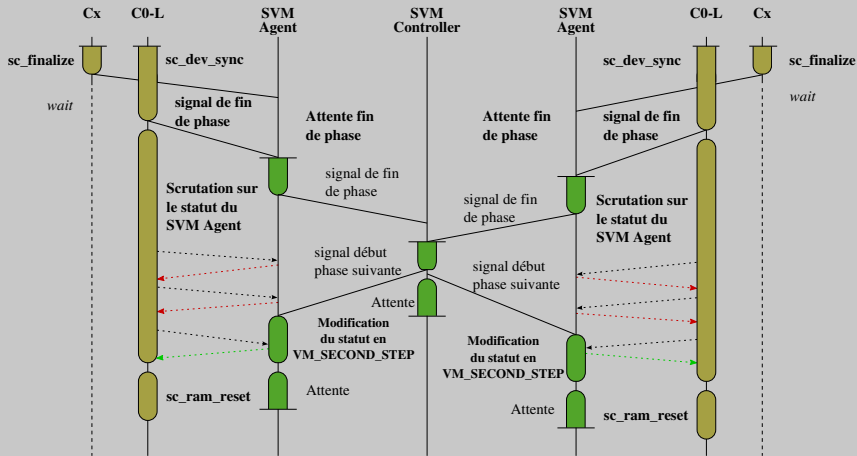 Cx
C0-L
SVM
Agent
SVM
Controller
SVM
Agent
C0-L
Cx
sc_finalize
sc_dev_sync
sc_dev_sync
sc_finalize
wait
wait
signal de fin
de phase
Attente fin
de phase
Attente fin
de phase
signal de fin
de phase
signal de fin
de phase
signal de fin
de phase
Scrutation sur
le statut du
SVM Agent
Scrutation sur
le statut du
SVM Agent
signal début
phase suivante
signal début
phase suivante
Attente
Modification
du statut en
VM_SECOND_STEP
Modification
du statut en
VM_SECOND_STEP
Attente
sc_ram_reset
Attente
sc_ram_reset